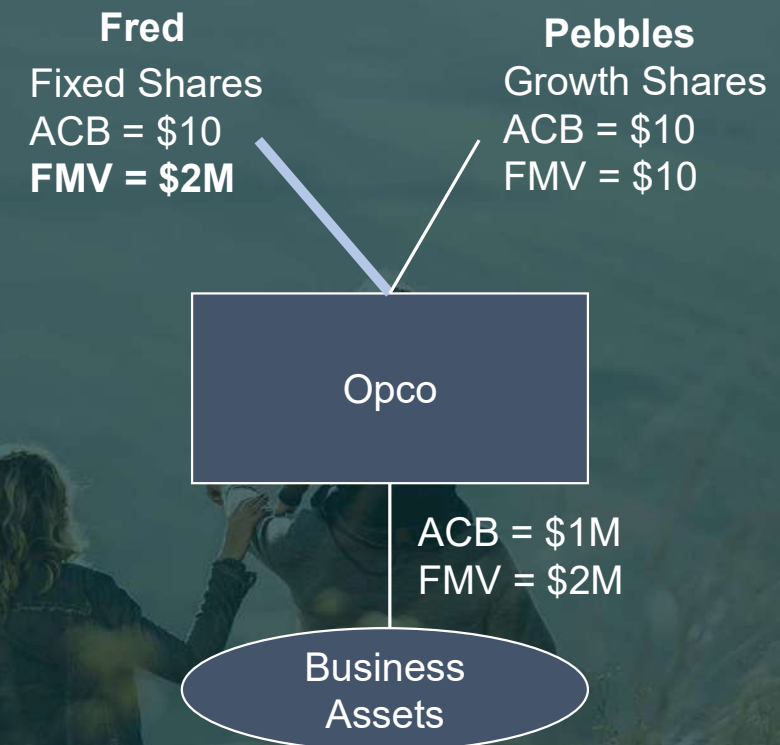 Fred
Fixed Shares
ACB = $10
FMV = $2M
Pebbles
Growth Shares
ACB = $10
FMV = $10
Opco
ACB = $1M
FMV = $2M
Business
Assets